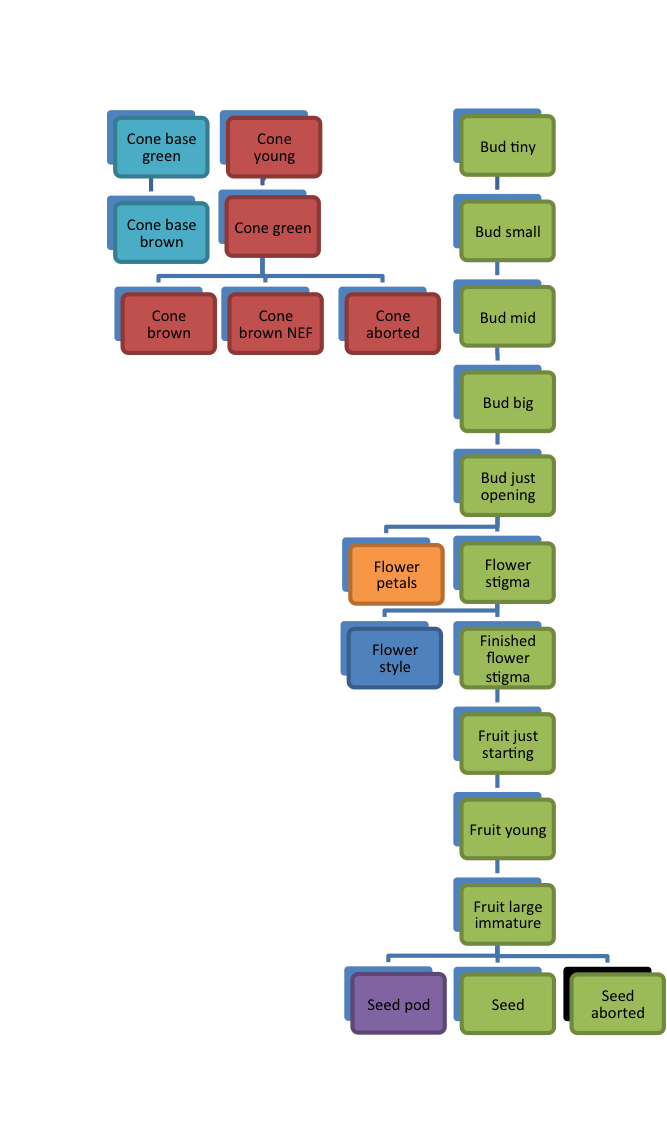 Cone base
green
Cone
young
Bud tiny
Cone base
brown
Cone green
Bud small
Cone
brown
Cone
brown NEF
Cone
aborted
Bud mid
Bud big
Bud just
opening
Flower
petals
Flower
stigma
Flower
style
Finished
flower
stigma
Fruit just
starting
Fruit young
Fruit large
immature
Seed pod
Seed
Seed
aborted